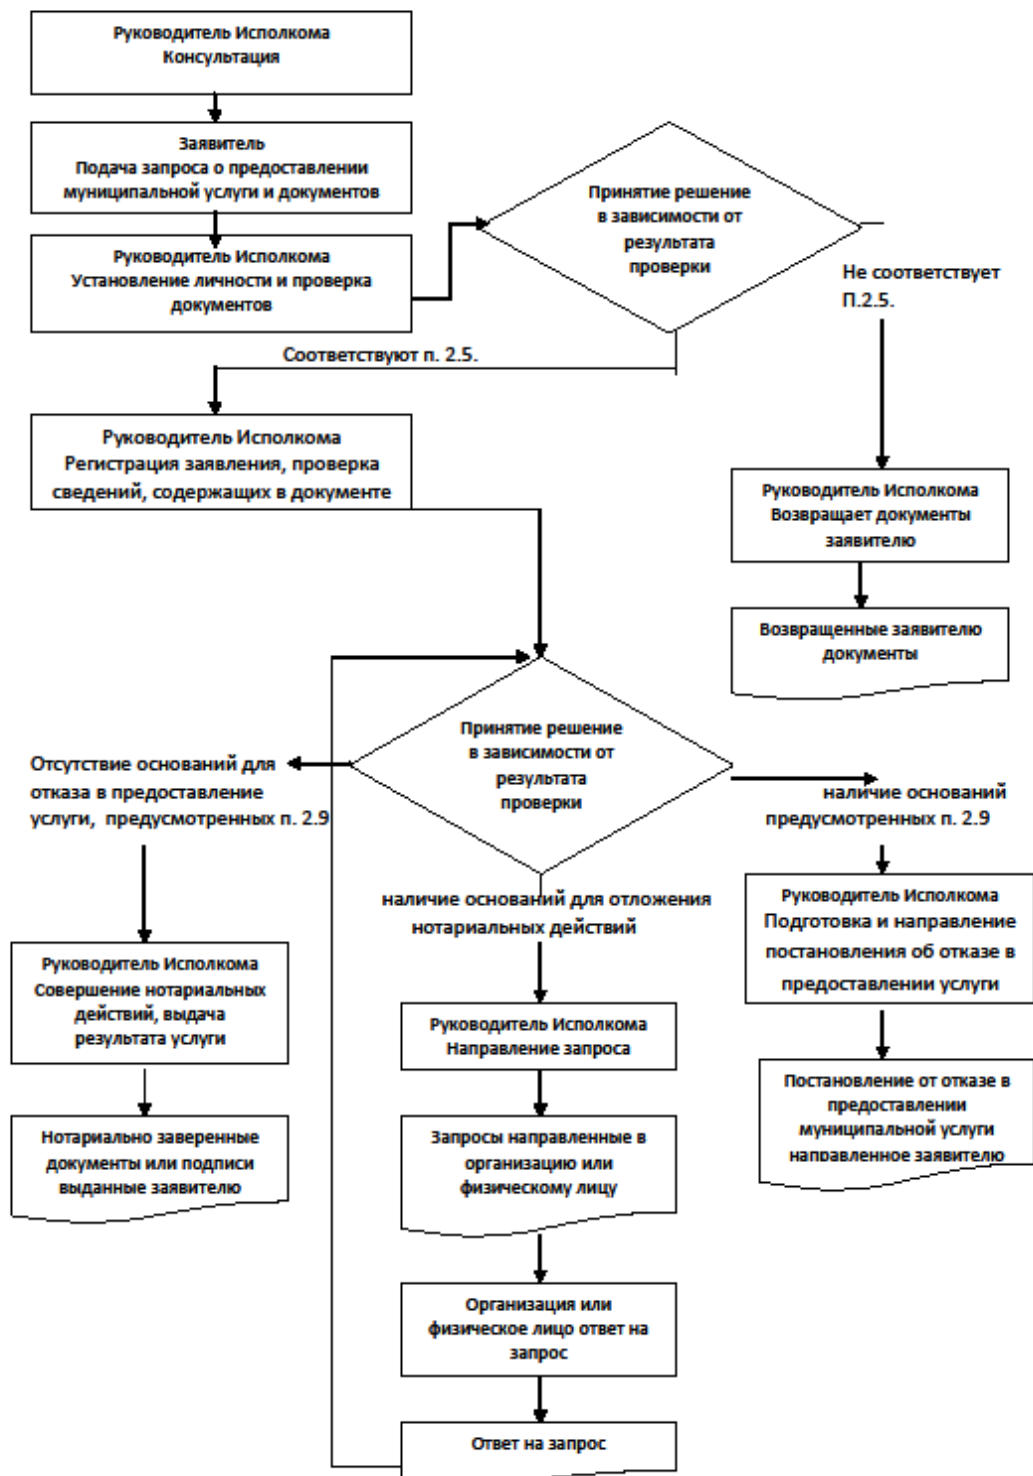 Руководитель Исполкома
Консультация
Заявитель
Подача запроса о предоставлении
муниципальной услуги и документов
Руководитель Исполкома
Установление личности и проверка
документов
Принятие решение
в зависимости от
результата
проверки
Не соответствует
П.2.5.
Соответствуют п. 2.5.
Руководитель Исполкома
Регистрация заявления, проверка
сведений, содержащих в документе
Руководитель Исполкома
Возвращает документы
заявителю
Возвращенные заявителю
документы
Принятие решение
в зависимости от
результата
проверки
Отсутствие оснований для
отказа в предоставление
услуги, предусмотренных п. 2.9
наличие оснований
предусмотренных п. 2.9
наличие оснований для отложения
нотариальных действий
Руководитель Исполкома
Подготовка и направление
постановления об отказе в
предоставлении услуги
Руководитель Исполкома
Совершение нотариальных
действий, выдача
результата услуги
Руководитель Исполкома
Направление запроса
Постановление от отказе в
предоставлении
муниципальной услуги
направленное заявителю
Нотариально заверенные
документы или подписи
выданные заявителю
Запросы направленные в
организацию или
физическому лицу
Организация или
физическое лицо ответ на
запрос
Ответ на запрос